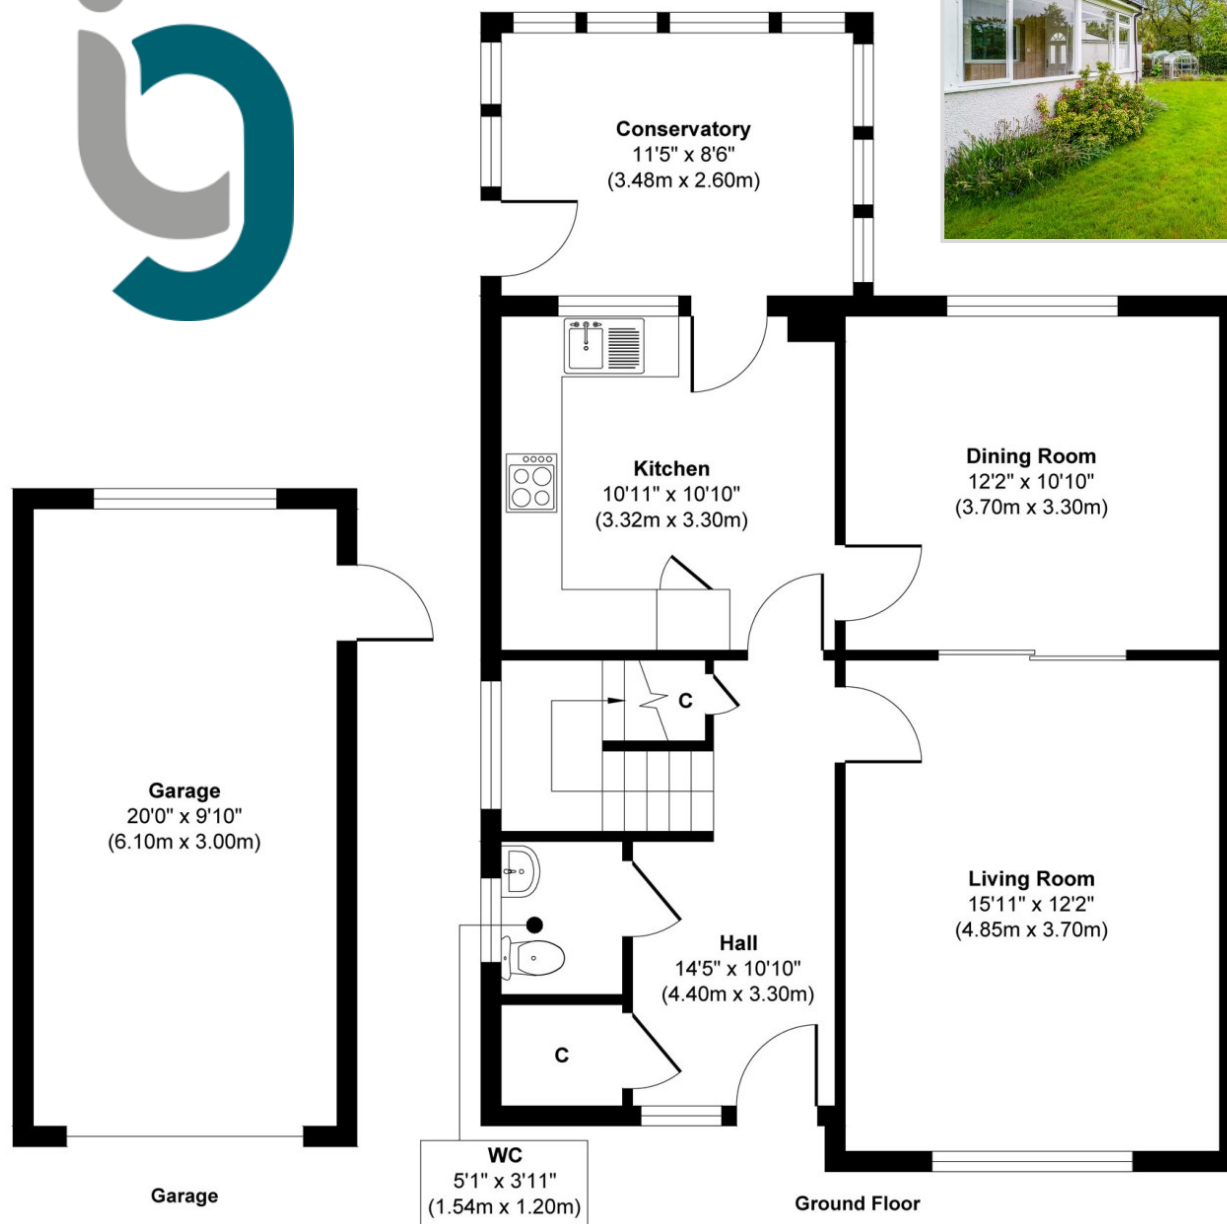 Conservatory
11'5" x 8'6"
(3.48m x 2.60m)
Kitchen
10'11" x 10'10"
(3.32m x 3.30m)
Dining Room
12'2" x 10'10"
(3.70m x 3.30m)
C
Garage
20'0" x 9'10"
(6.10m x 3.00m)
Living Room
15'11" x 12'2"
(4.85m x 3.70m)
Hall
14'5" x 10'10"
(4.40m x 3.30m)
C
WC
5'1" x 3'11"
(1.54m x 1.20m)
Garage
Ground Floor